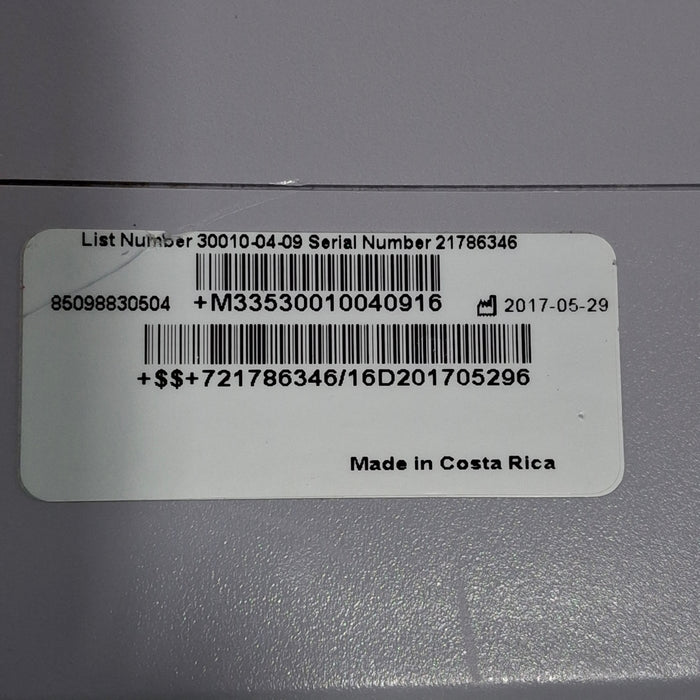 List Number 30010-04-09 Serial Number 21786346
85098830504 +M33530010040916 2017-05-29
+$$+721786346/16D201705296
Made in Costa Rica